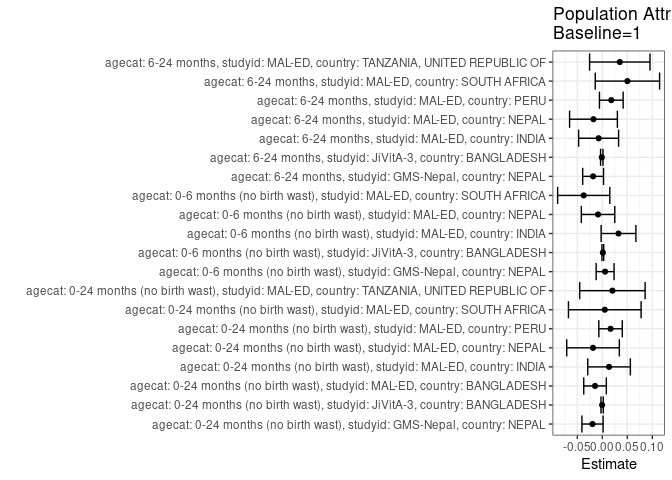 Population Attr
Baseline=1
agecat: 6-24 months, studyid: MAL-ED, country: TANZANIA, UNITED REPUBLIC OF
agecat: 6-24 months, studyid: MAL-ED, country: SOUTH AFRICA
agecat: 6-24 months, studyid: MAL-ED, country: PERU
agecat: 6-24 months, studyid: MAL-ED, country: NEPAL
agecat: 6-24 months, studyid: MAL-ED, country: INDIA
agecat: 6-24 months, studyid: JiVitA-3, country: BANGLADESH
agecat: 6-24 months, studyid: GMS-Nepal, country: NEPAL
agecat: 0-6 months (no birth wast), studyid: MAL-ED, country: SOUTH AFRICA
agecat: 0-6 months (no birth wast), studyid: MAL-ED, country: NEPAL
agecat: 0-6 months (no birth wast), studyid: MAL-ED, country: INDIA
agecat: 0-6 months (no birth wast), studyid: JiVitA-3, country: BANGLADESH
agecat: 0-6 months (no birth wast), studyid: GMS-Nepal, country: NEPAL
agecat: 0-24 months (no birth wast), studyid: MAL-ED, country: TANZANIA, UNITED REPUBLIC OF
agecat: 0-24 months (no birth wast), studyid: MAL-ED, country: SOUTH AFRICA
agecat: 0-24 months (no birth wast), studyid: MAL-ED, country: PERU
agecat: 0-24 months (no birth wast), studyid: MAL-ED, country: NEPAL
agecat: 0-24 months (no birth wast), studyid: MAL-ED, country: INDIA
agecat: 0-24 months (no birth wast), studyid: MAL-ED, country: BANGLADESH
agecat: 0-24 months (no birth wast), studyid: JiVitA-3, country: BANGLADESH
agecat: 0-24 months (no birth wast), studyid: GMS-Nepal, country: NEPAL
-0.05 0.00 0.05 0.10
Estimate